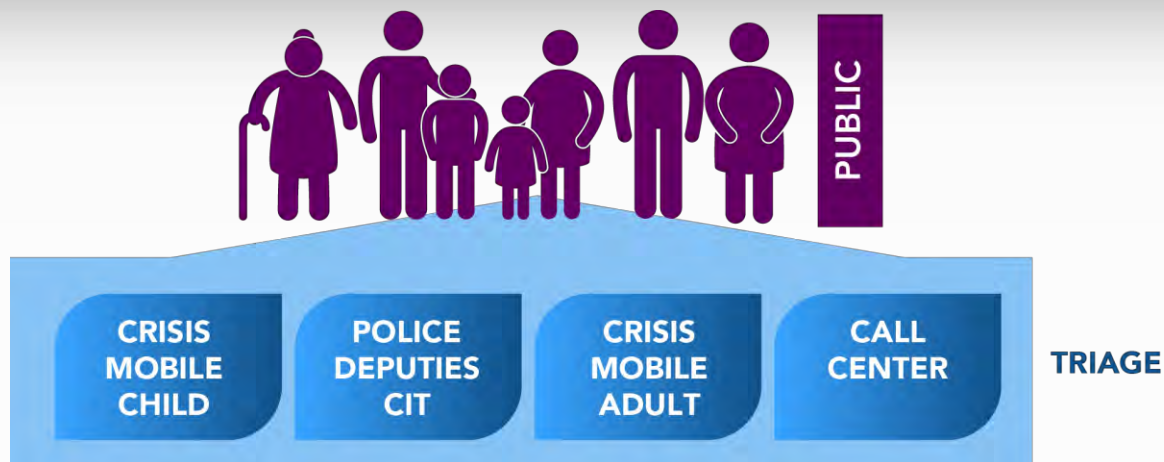 PUBLIC
CRISIS
MOBILE
CHILD
POLICE
DEPUTIES
CIT
CRISIS
MOBILE
ADULT
CALL
CENTER
TRIAGE